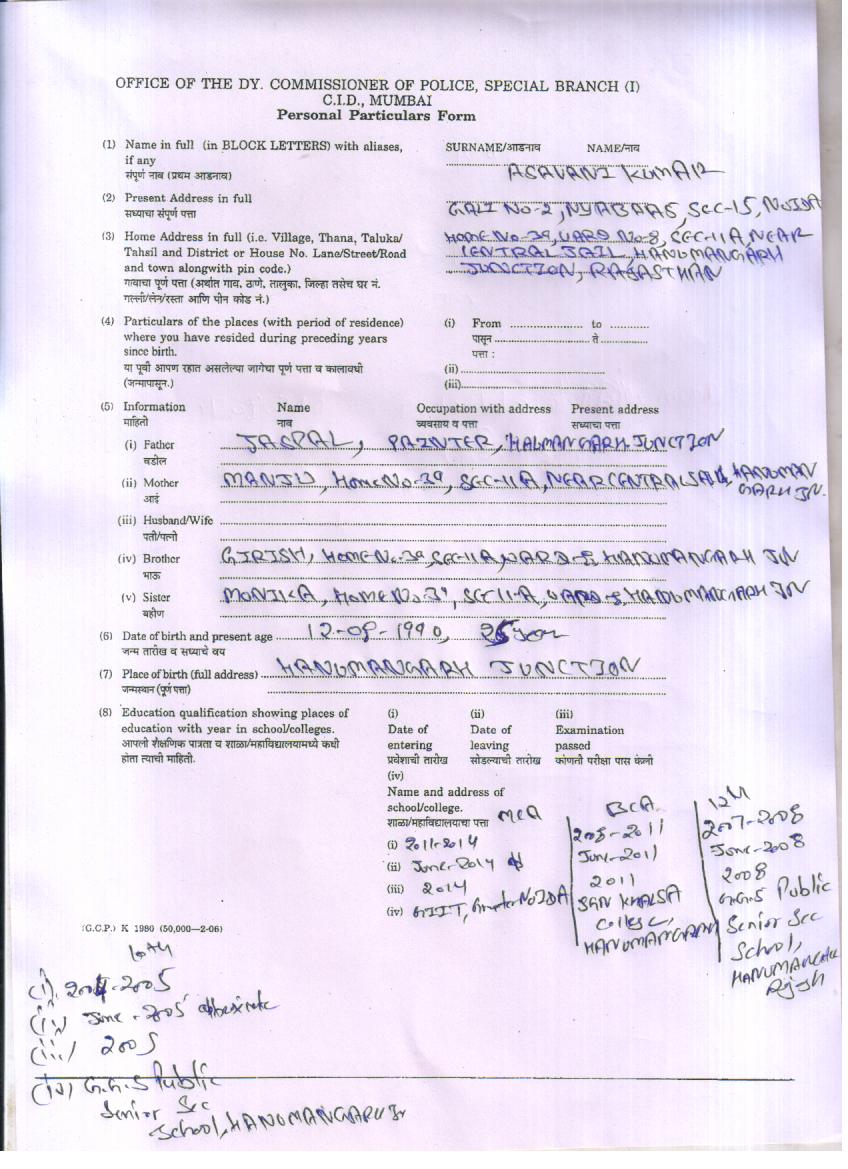 OFFICE OF THE DY. COMMISSIONER OF POLICE, SPECIAL BRANCH (I)
C.I.D., MUMBAI
Personal Particulars Form
(1) Name in full (in BLOCK LETTERS) with aliases, if any SURNAME/आडनाव NAME/नाव
संपूर्ण नाव (प्रथम आडनाव) ASAVANI KUMAR
(2) Present Address in full GALI No-2, NYABAAS, SEC-15, NOIDA
सध्याचा संपूर्ण पत्ता
(3) Home Address in full (i.e. Village, Thana, Taluka/ HOME No-39, WARD No-8, SEC-11A, NEAR
Tahsil and District or House No. Lane/Street/Road CENTRAL JAIL, HANUMANGARH
and town alongwith pin code.) JUNCTION, RAJASTHAN
गावाचा पूर्ण पत्ता (अर्थात गाव, ठाणे, तालुका, जिल्हा तसेच घर नं.
गल्ली/लेन/रस्ता आणि पीन कोड नं.)
(4) Particulars of the places (with period of residence) (i) From to
where you have resided during preceding years पासून ते
since birth. पत्ता :
या पूर्वी आपण रहात असलेल्या जागेचा पूर्ण पत्ता व कालावधी (ii)
(जन्मापासून.) (iii)
(5) Information Name Occupation with address Present address
माहिती नाव व्यवसाय व पत्ता सध्याचा पत्ता
(i) Father JASPAL, PAINTER, HALMANGARH JUNCTION
वडील
(ii) Mother MANJU, Home No-39, SEC-11A, NEAR CENTRAL JAIL, HANUMAN
आई GARH JN.
(iii) Husband/Wife
पती/पत्नी
(iv) Brother GIRISH, HOME No-39, SEC-11A, WARD-8, HANUMANGARH JN
भाऊ
(v) Sister MONIKA, HOME No 39, SEC 11-A, WARD-8, HANUMANGARH JN
बहीण
(6) Date of birth and present age 12-08-1990, 25 year
जन्म तारीख व सध्याचे वय
(7) Place of birth (full address) HANUMANGARH JUNCTION
जन्मस्थान (पूर्ण पत्ता)
(8) Education qualification showing places of (i) (ii) (iii)
education with year in school/colleges. Date of Date of Examination
आपली शैक्षणिक पात्रता व शाळा/महाविद्यालयामध्ये कधी entering leaving passed
होता त्याची माहिती. प्रवेशाची तारीख सोडल्याची तारीख कोणती परीक्षा पास केली
(iv)
Name and address of
school/college. MCA BCA 12th
शाळा/महाविद्यालयाचा पत्ता
(i) 2011-2014 2008-2011 2007-2008
(ii) June-2014 June-2011 June-2008
(iii) 2014 2011 2008
(iv) GIIT, Greater NOIDA SGN KHALSA G.G.S Public
College, Senior Sec
HANUMANGARH School,
HANUMANGARH
Rajsth
(G.C.P.) K 1980 (50,000—2-06)
10th
(i) 2004-2005
(ii) June-2005
(iii) 2005
(iv) G.G.S Public
Senior Sec
School, HANUMANGARH Jn